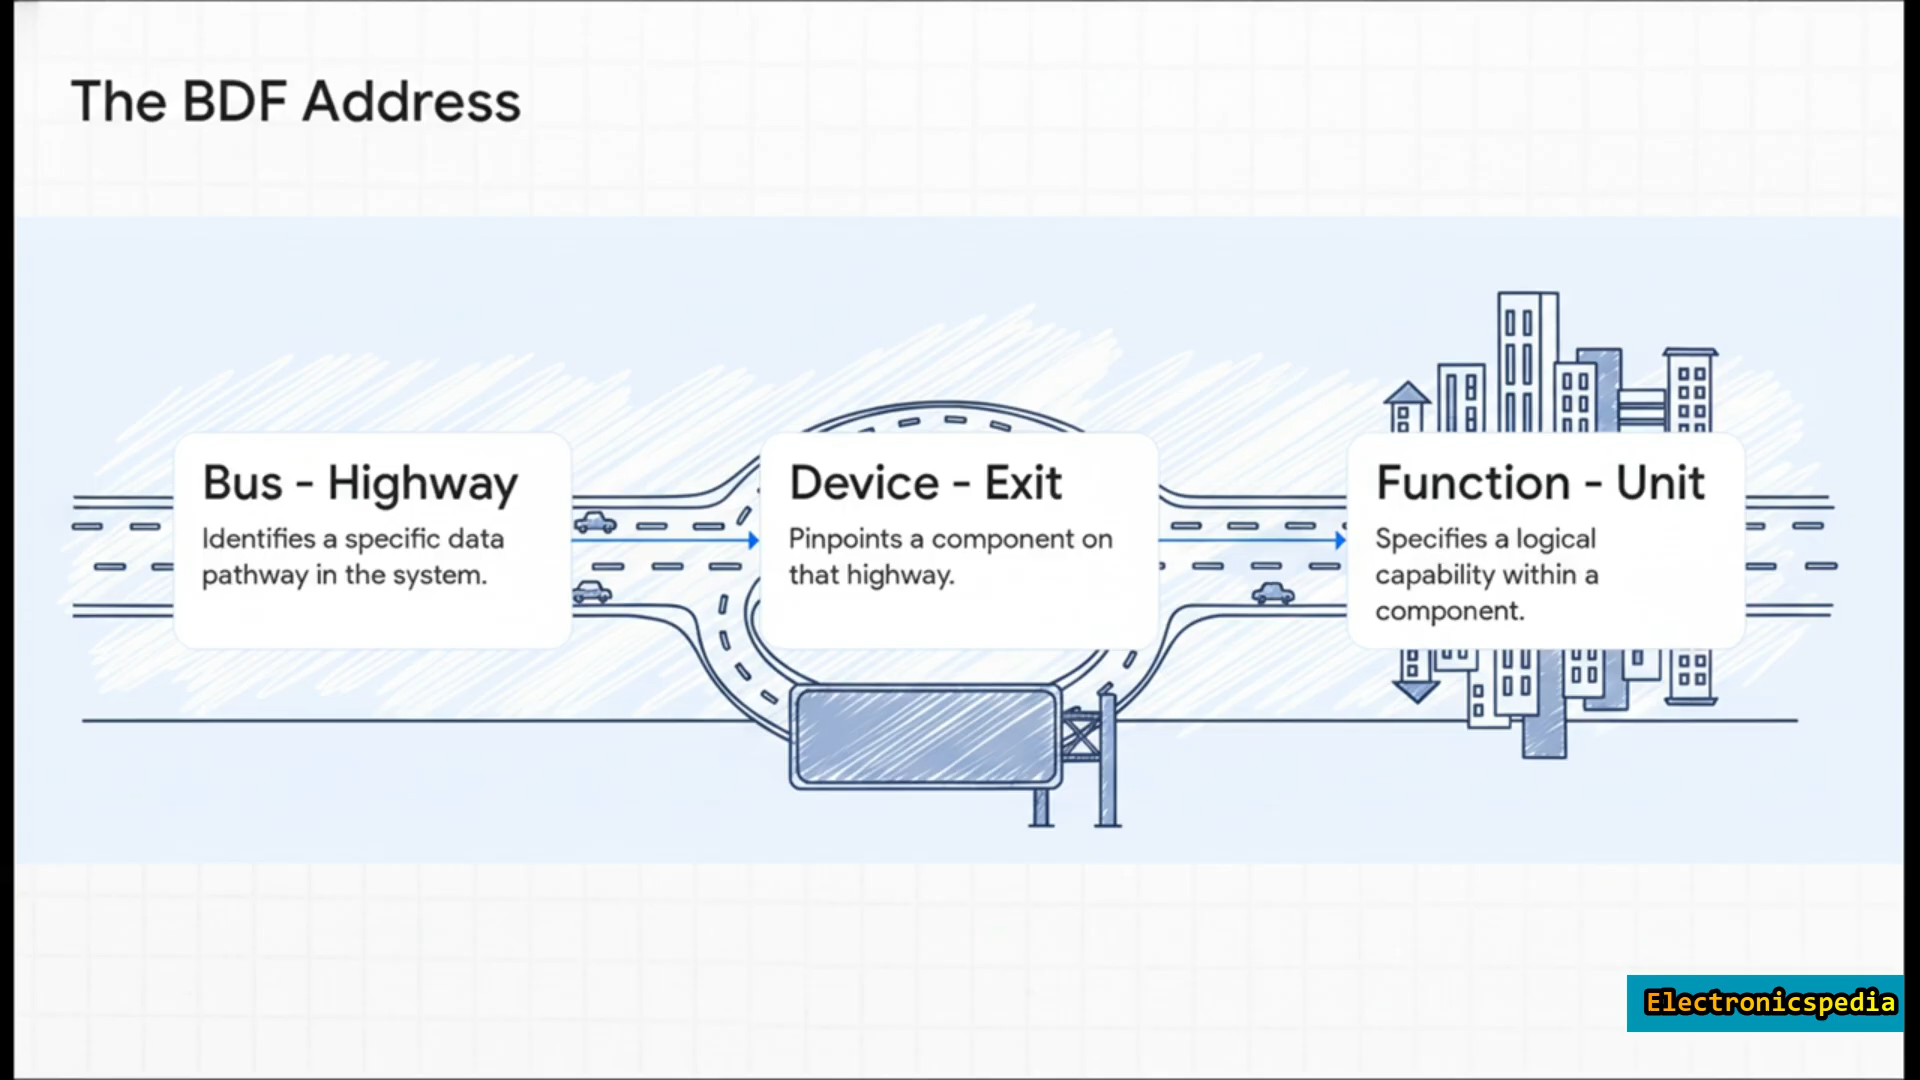 The BDF Address
Bus - Highway
Identifies a specific data
pathway in the system.
Device - Exit
Pinpoints a component on
that highway.
Function - Unit
Specifies a logical
capability within a
component.
Electronicspedia